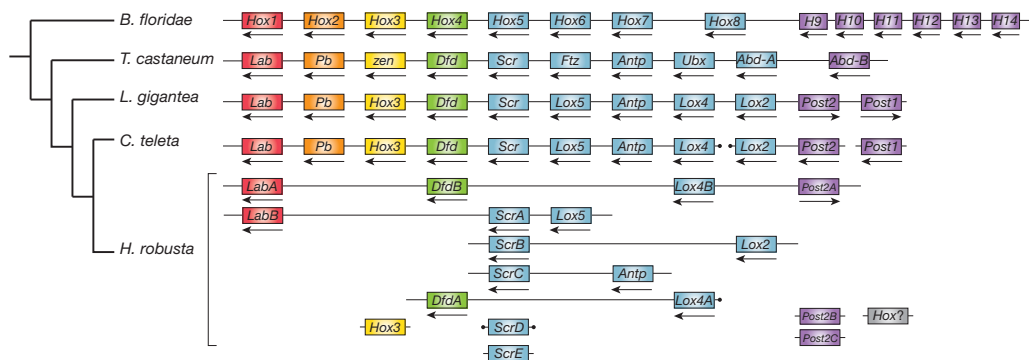 B. floridae Hox1 Hox2 Hox3 Hox4 Hox5 Hox6 Hox7 Hox8 H9 H10 H11 H12 H13 H14
T. castaneum Lab Pb zen Dfd Scr Ftz Antp Ubx Abd-A Abd-B
L. gigantea Lab Pb Hox3 Dfd Scr Lox5 Antp Lox4 Lox2 Post2 Post1
C. teleta Lab Pb Hox3 Dfd Scr Lox5 Antp Lox4 Lox2 Post2 Post1
LabA DfdB Lox4B Post2A
LabB ScrA Lox5
H. robusta ScrB Lox2
ScrC Antp
DfdA Lox4A
Hox3 ScrD Post2B Hox?
Post2C
ScrE